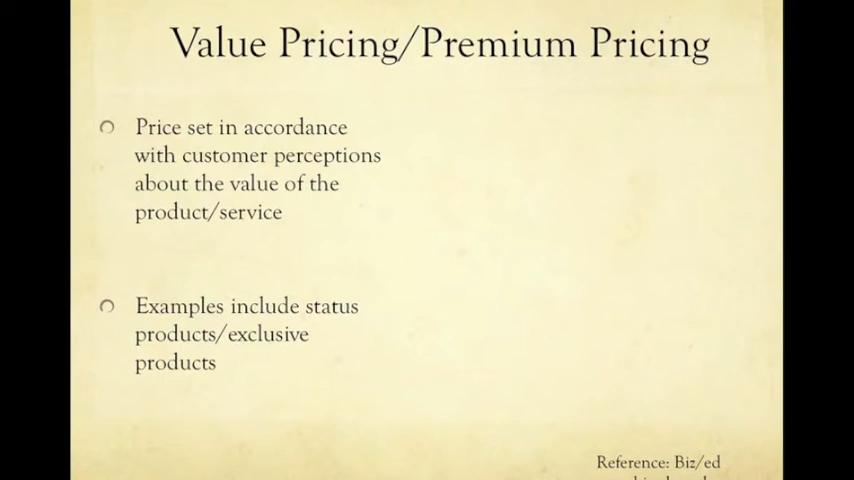 Value Pricing/Premium Pricing
Price set in accordance
with customer perceptions
about the value of the
product/service
Examples include status
products/exclusive
products
Reference: Biz/ed